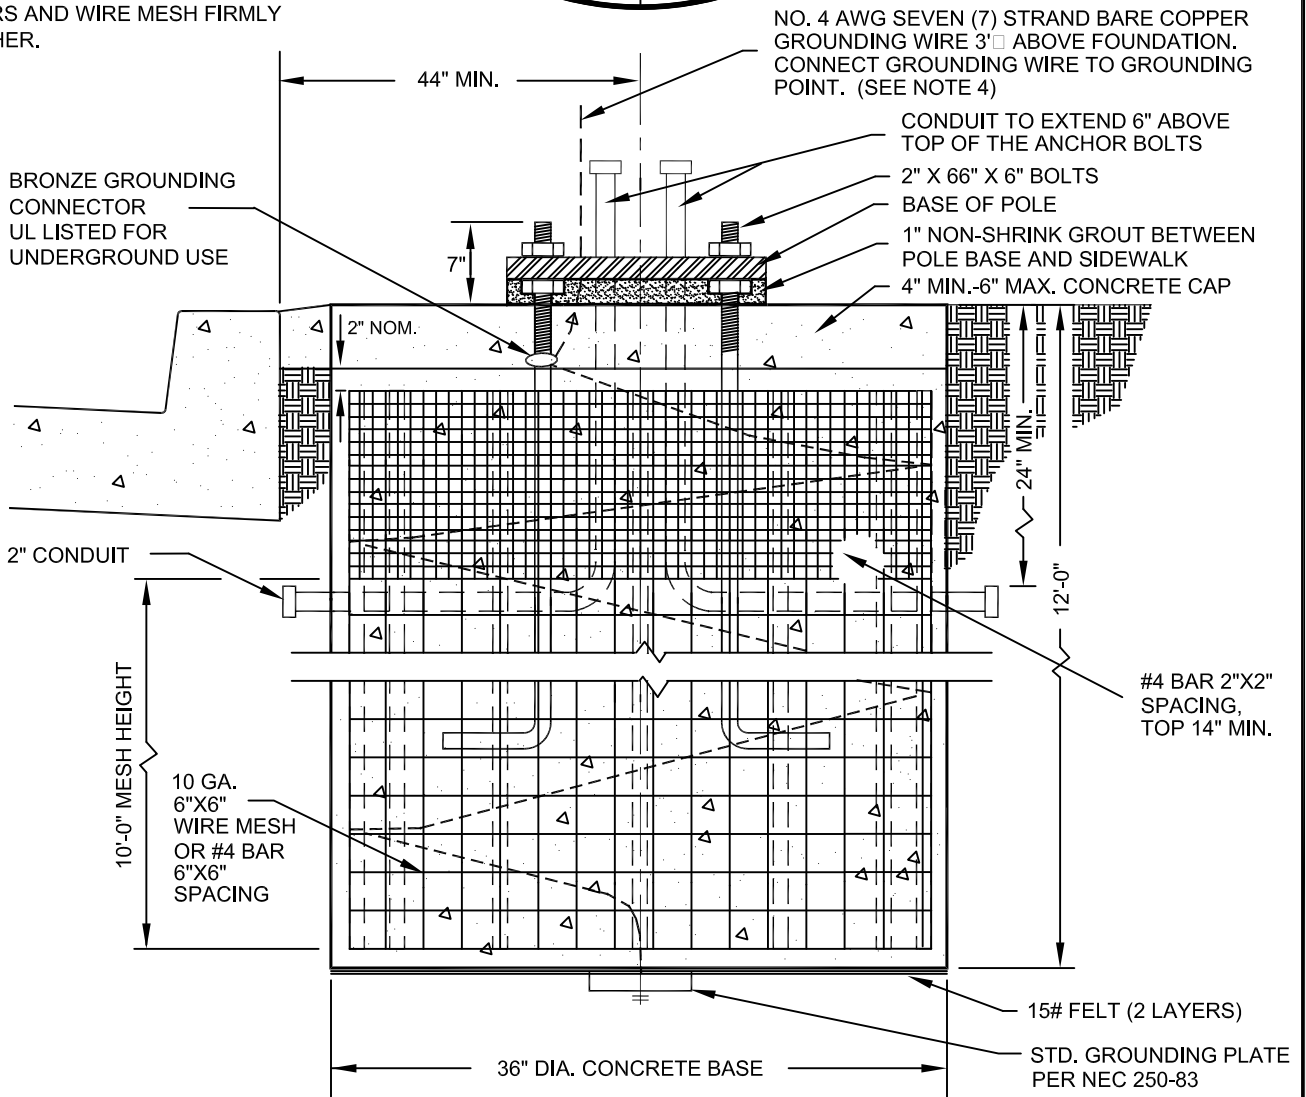 RS AND WIRE MESH FIRMLY
HER.
NO. 4 AWG SEVEN (7) STRAND BARE COPPER
GROUNDING WIRE 3'□ ABOVE FOUNDATION.
CONNECT GROUNDING WIRE TO GROUNDING
POINT. (SEE NOTE 4)
44" MIN.
CONDUIT TO EXTEND 6" ABOVE
TOP OF THE ANCHOR BOLTS
BRONZE GROUNDING
CONNECTOR
UL LISTED FOR
UNDERGROUND USE
2" X 66" X 6" BOLTS
BASE OF POLE
7"
1" NON-SHRINK GROUT BETWEEN
POLE BASE AND SIDEWALK
4" MIN.-6" MAX. CONCRETE CAP
2" NOM.
24" MIN.
2" CONDUIT
12'-0"
10'-0" MESH HEIGHT
#4 BAR 2"X2"
SPACING,
TOP 14" MIN.
10 GA.
6"X6"
WIRE MESH
OR #4 BAR
6"X6"
SPACING
15# FELT (2 LAYERS)
36" DIA. CONCRETE BASE
STD. GROUNDING PLATE
PER NEC 250-83